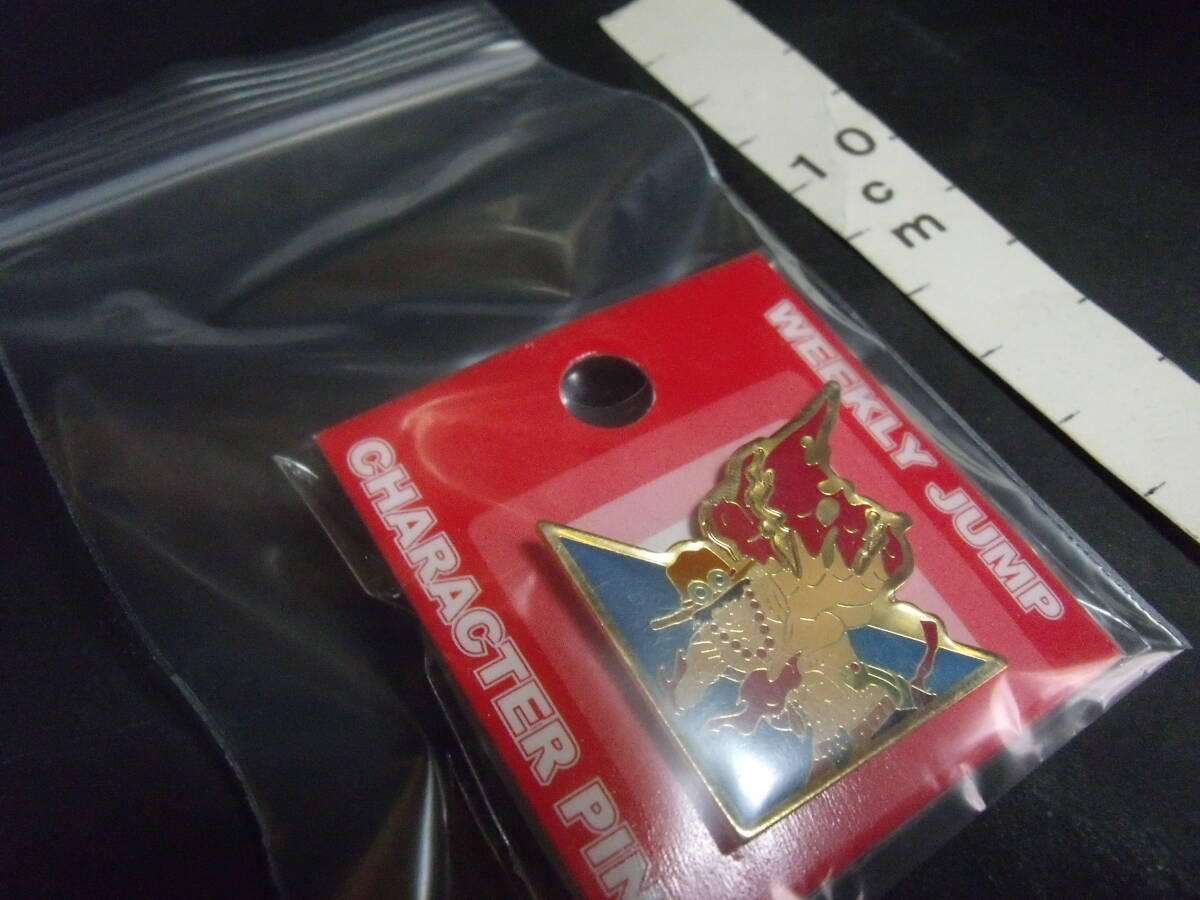 10
cm
WEEKLY JUMP
CHARACTER PIN